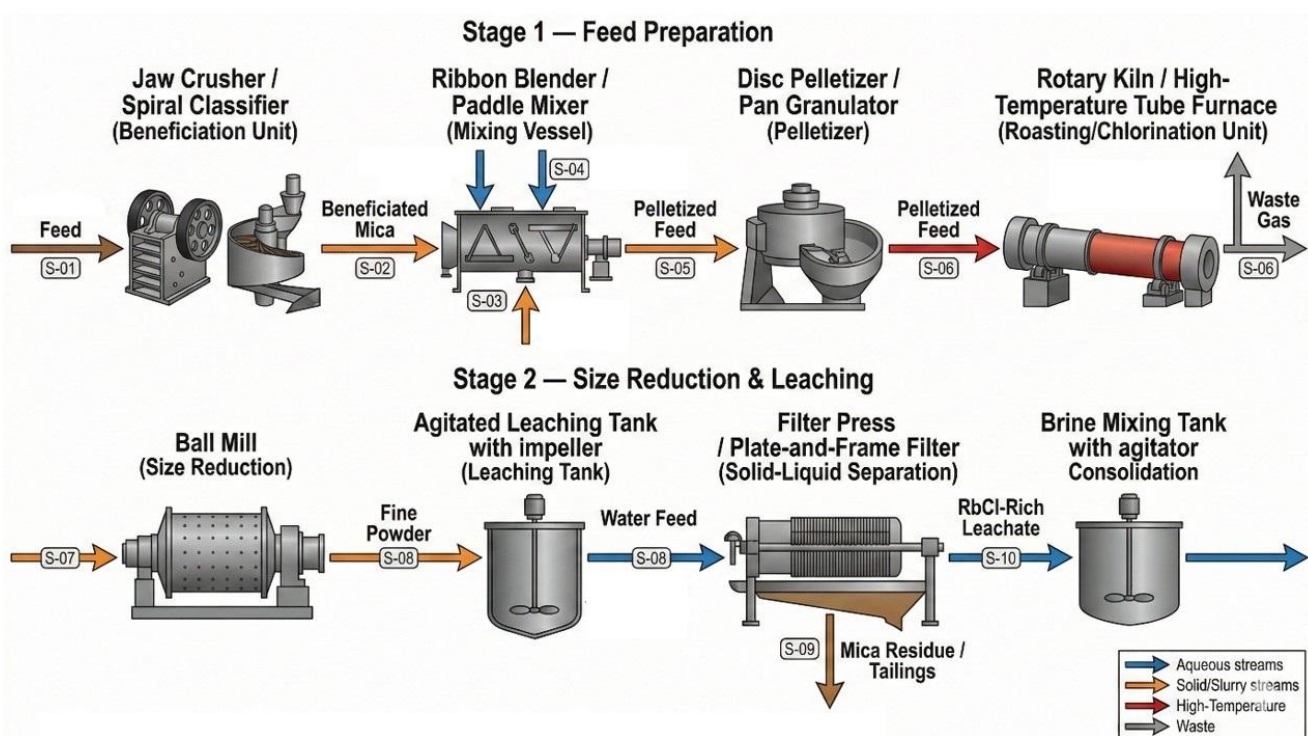 Stage 1 — Feed Preparation
Jaw Crusher /
Spiral Classifier
(Beneficiation Unit)
Ribbon Blender /
Paddle Mixer
(Mixing Vessel)
Disc Pelletizer /
Pan Granulator
(Pelletizer)
Rotary Kiln / High-
Temperature Tube Furnace
(Roasting/Chlorination Unit)
Feed
S-01
Beneficiated
Mica
S-02
S-03
S-04
Pelletized
Feed
S-05
Pelletized
Feed
S-06
Waste
Gas
S-06
Stage 2 — Size Reduction & Leaching
Ball Mill
(Size Reduction)
Agitated Leaching Tank
with impeller
(Leaching Tank)
Filter Press
/ Plate-and-Frame Filter
(Solid-Liquid Separation)
Brine Mixing Tank
with agitator
Consolidation
S-07
Fine
Powder
S-08
Water Feed
S-08
RbCl-Rich
Leachate
S-10
S-09
Mica Residue /
Tailings
Aqueous streams
Solid/Slurry streams
High-Temperature
Waste